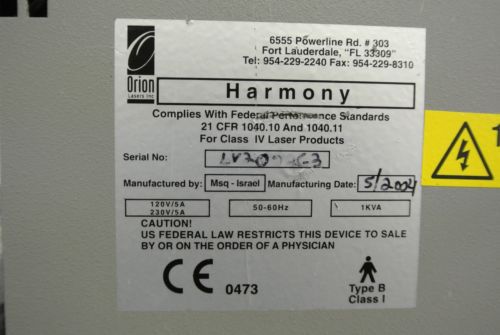 6555 Powerline Rd. # 303
Fort Lauderdale, "FL 33309"
Tel: 954-229-2240 Fax: 954-229-8310
Orion
Lasers Inc
Harmony
Complies With Federal Performance Standards
21 CFR 1040.10 And 1040.11
For Class IV Laser Products
Serial No:
Manufactured by: Msq - Israel Manufacturing Date: 5/2004
120V/5A
230V/5A
50-60Hz
1KVA
CAUTION!
US FEDERAL LAW RESTRICTS THIS DEVICE TO SALE
BY OR ON THE ORDER OF A PHYSICIAN
CE 0473
Type B
Class I